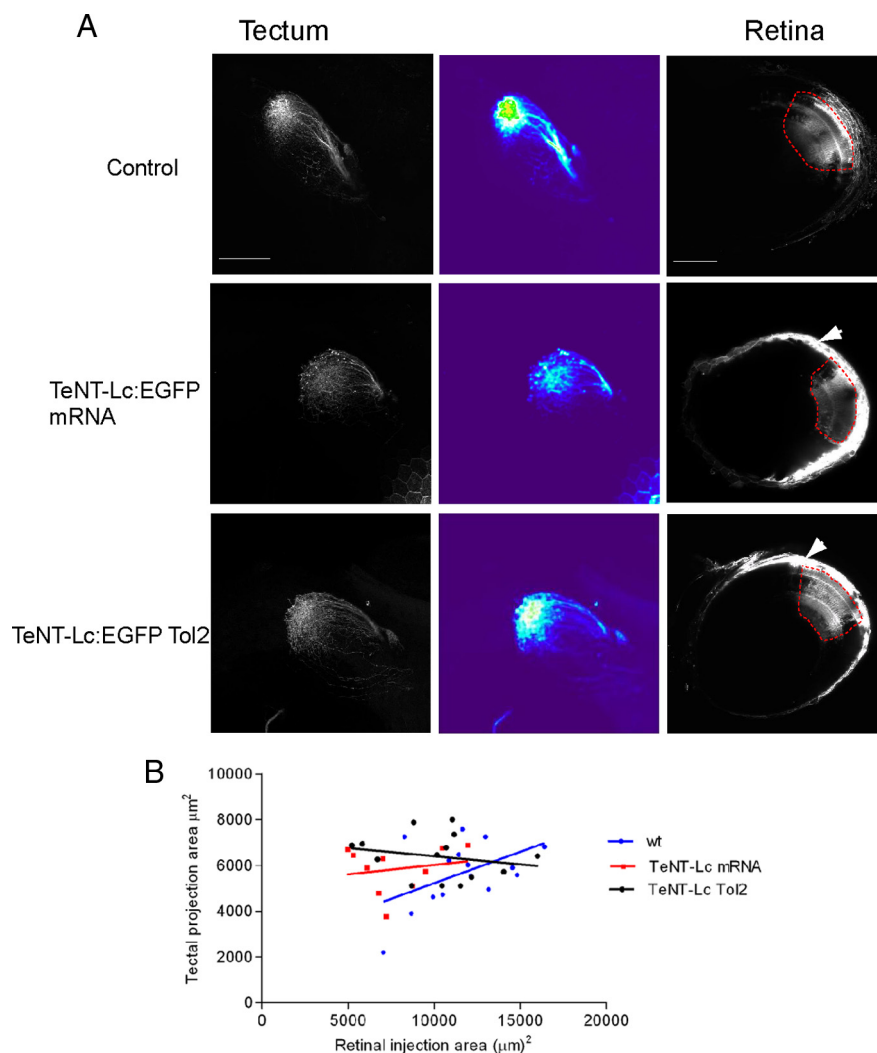 A
Tectum
Retina
Control
TeNT-Lc:EGFP
mRNA
TeNT-Lc:EGFP Tol2
B
10000
8000
6000
4000
2000
0
Tectal projection area µm²
0
5000
10000
15000
20000
Retinal injection area (µm)²
wt
TeNT-Lc mRNA
TeNT-Lc Tol2